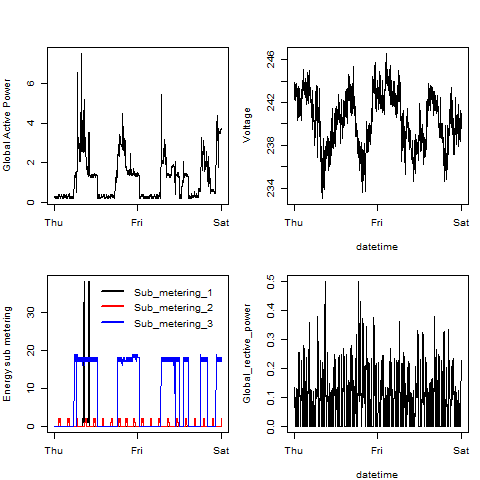 Global Active Power
0 2 4 6
Thu Fri Sat
Voltage
234 238 242 246
Thu Fri Sat
datetime
Energy sub metering
0 10 20 30
Sub_metering_1
Sub_metering_2
Sub_metering_3
Thu Fri Sat
Global_rective_power
0.0 0.1 0.2 0.3 0.4 0.5
Thu Fri Sat
datetime